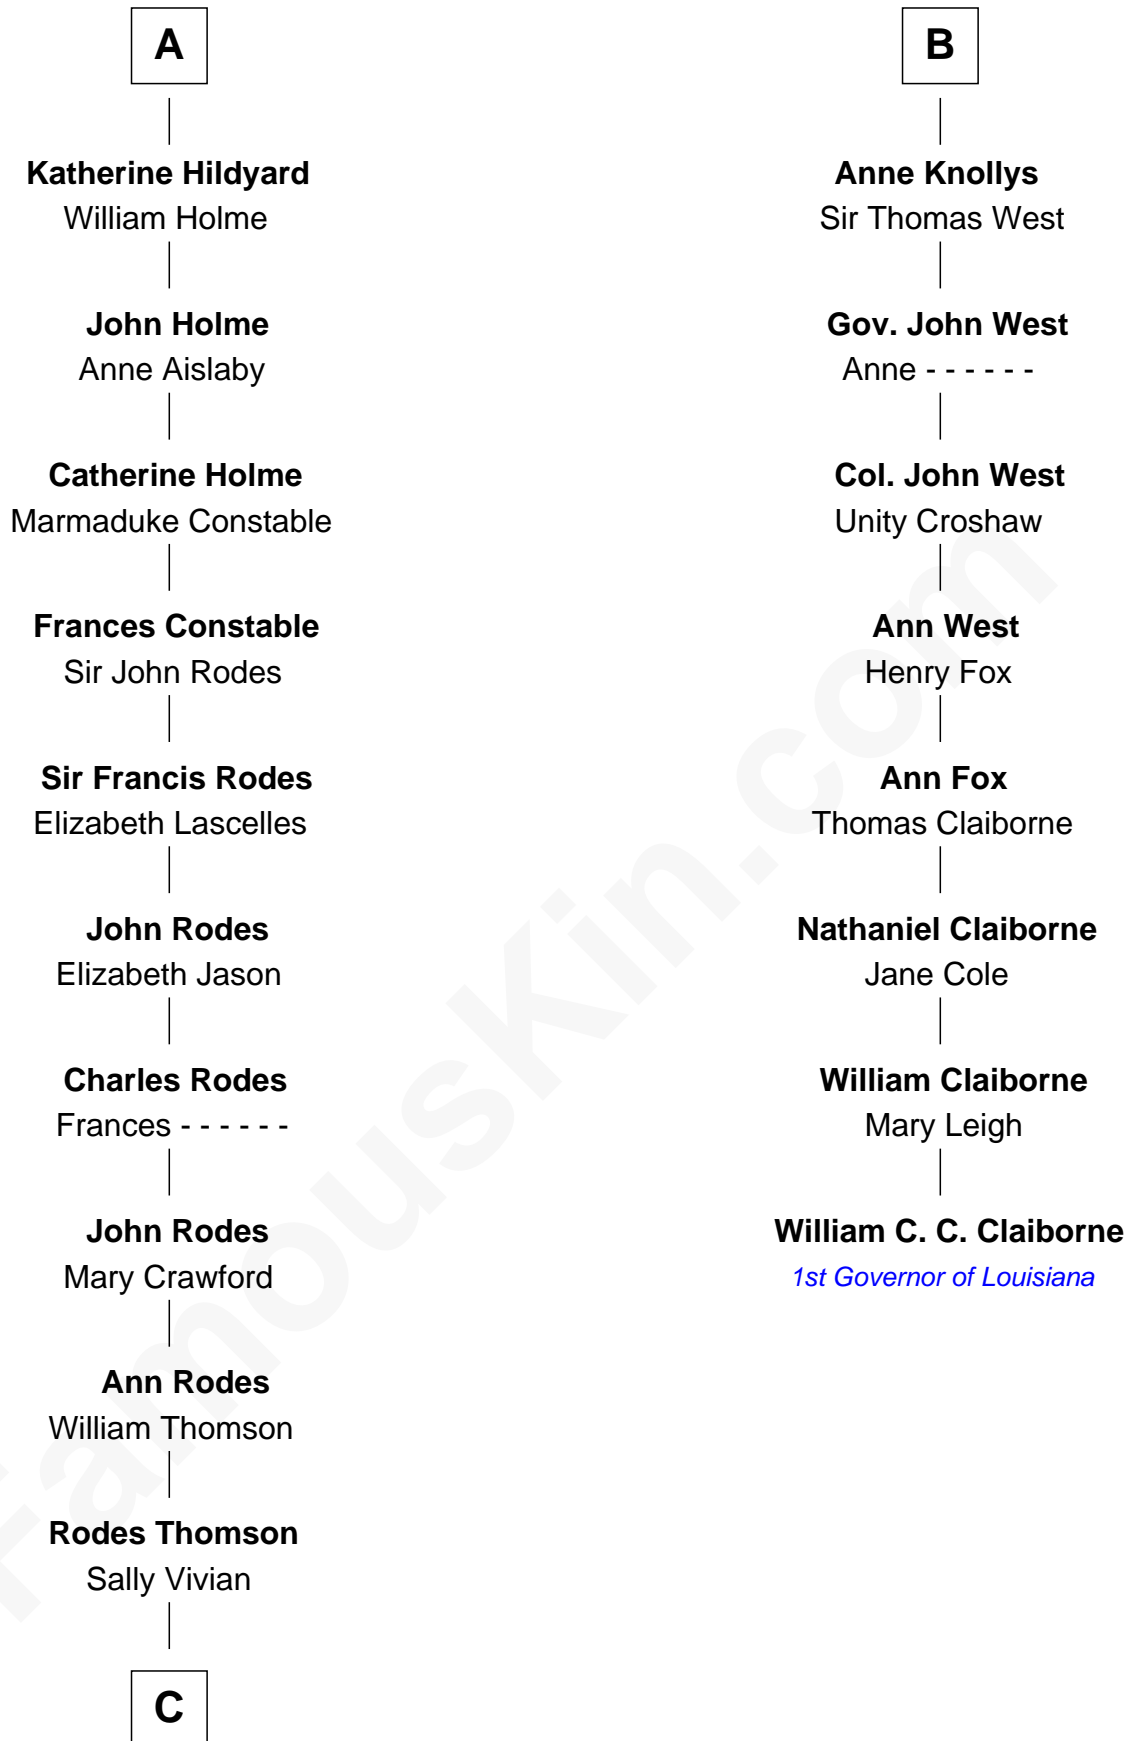 A
Katherine Hildyard
William Holme
John Holme
Anne Aislaby
Catherine Holme
Marmaduke Constable
Frances Constable
Sir John Rodes
Sir Francis Rodes
Elizabeth Lascelles
John Rodes
Elizabeth Jason
Charles Rodes
Frances - - - - - -
John Rodes
Mary Crawford
Ann Rodes
William Thomson
Rodes Thomson
Sally Vivian
C
B
Anne Knollys
Sir Thomas West
Gov. John West
Anne - - - - - -
Col. John West
Unity Croshaw
Ann West
Henry Fox
Ann Fox
Thomas Claiborne
Nathaniel Claiborne
Jane Cole
William Claiborne
Mary Leigh
William C. C. Claiborne
1st Governor of Louisiana
FamousKin.com